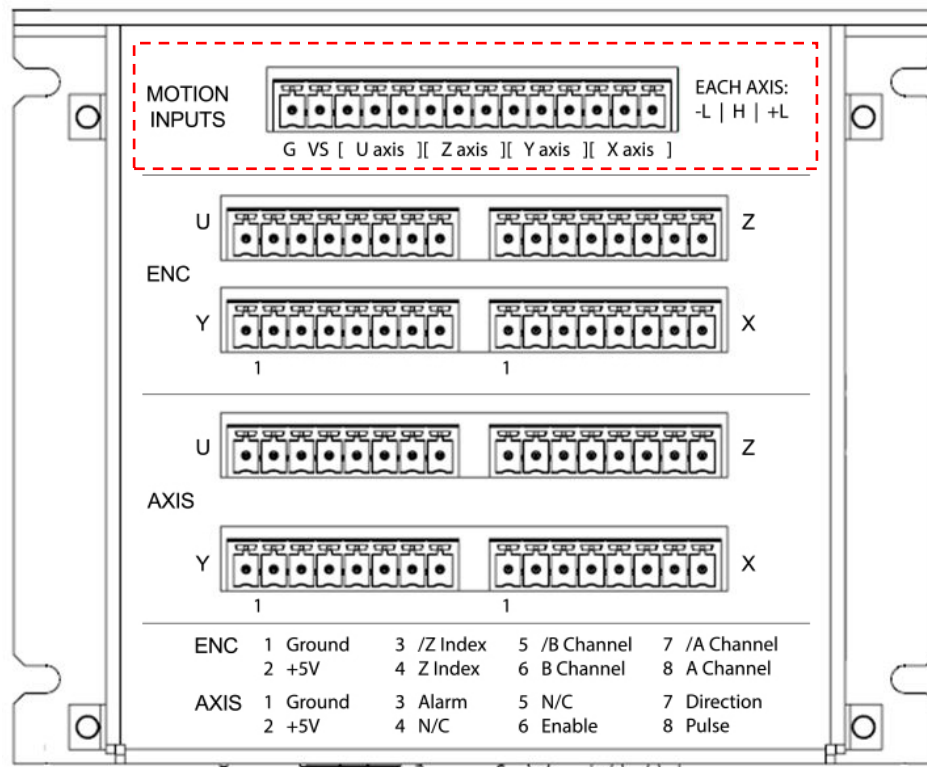 MOTION INPUTS
EACH AXIS:
-L | H | +L
G VS [ U axis ][ Z axis ][ Y axis ][ X axis ]
U Z
ENC
Y X
1 1
U Z
AXIS
Y X
1 1
ENC 1 Ground 3 /Z Index 5 /B Channel 7 /A Channel
2 +5V 4 Z Index 6 B Channel 8 A Channel
AXIS 1 Ground 3 Alarm 5 N/C 7 Direction
2 +5V 4 N/C 6 Enable 8 Pulse